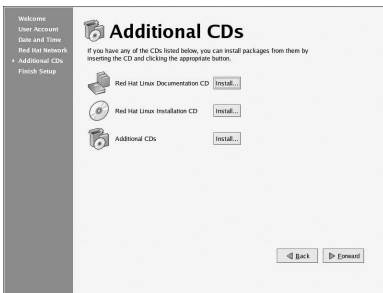 Welcome
User Account
Date and Time
Red Hat Network
Additional CDs
Finish Setup
Additional CDs
If you have any of the CDs listed below, you can install packages from them by
inserting the CD and clicking the appropriate button.
Red Hat Linux Documentation CD Install...
Red Hat Linux Installation CD Install...
Additional CDs Install...
Back Forward